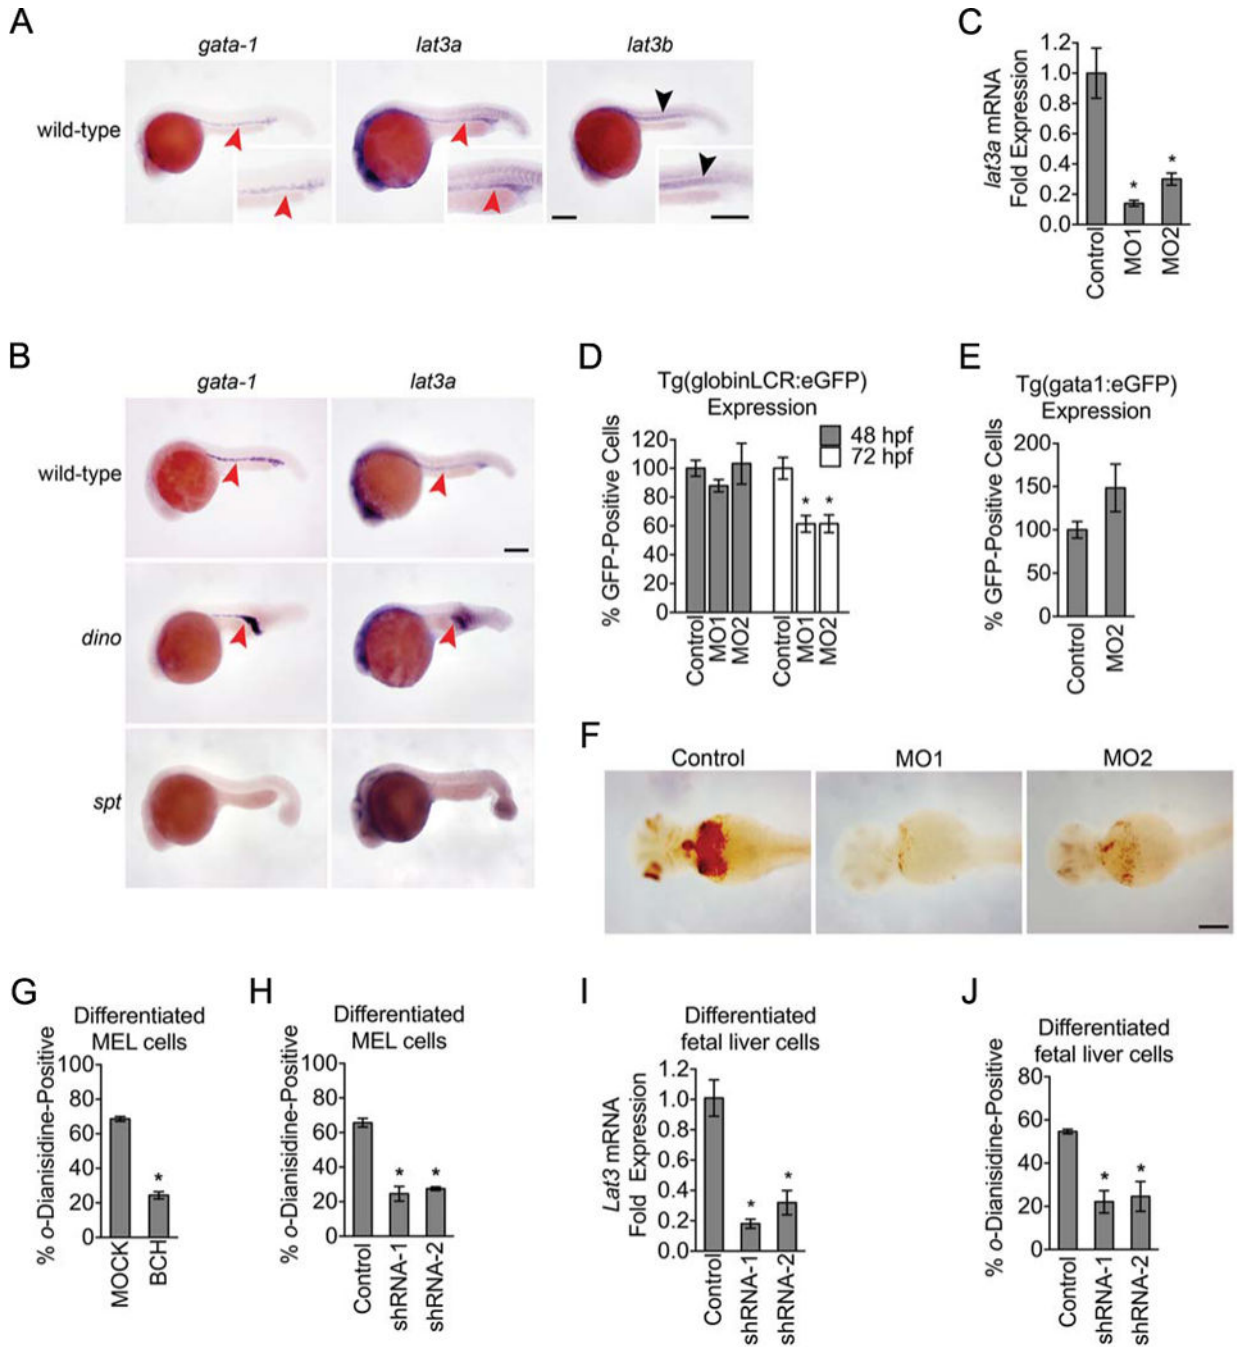 A
gata-1
lat3a
lat3b
wild-type
C
lat3a mRNA
Fold Expression
1.2
1.0
0.8
0.6
0.4
0.2
0.0
*
*
Control
MO1
MO2
B
gata-1
lat3a
wild-type
dino
spt
D
Tg(globinLCR:eGFP)
Expression
48 hpf
72 hpf
% GFP-Positive Cells
120
100
80
60
40
20
0
* *
Control
MO1
MO2
Control
MO1
MO2
E
Tg(gata1:eGFP)
Expression
% GFP-Positive Cells
200
150
100
50
0
Control
MO2
F
Control
MO1
MO2
G
Differentiated
MEL cells
% o-Dianisidine-Positive
100
80
60
40
20
0
*
MOCK
BCH
H
Differentiated
MEL cells
% o-Dianisidine-Positive
100
80
60
40
20
0
* *
Control
shRNA-1
shRNA-2
I
Differentiated
fetal liver cells
Lat3 mRNA
Fold Expression
1.2
1.0
0.8
0.6
0.4
0.2
0.0
*
*
Control
shRNA-1
shRNA-2
J
Differentiated
fetal liver cells
% o-Dianisidine-Positive
80
60
40
20
0
* *
Control
shRNA-1
shRNA-2